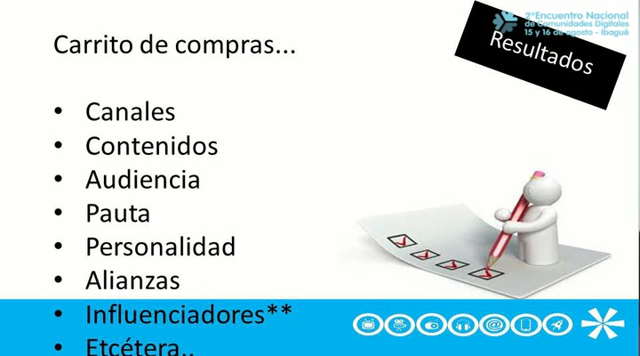 2° Encuentro Nacional
de Comunidades Digitales
15 y 16 de agosto - Ibagué
Resultados
Carrito de compras...
• Canales
• Contenidos
• Audiencia
• Pauta
• Personalidad
• Alianzas
• Influenciadores**
• Etcétera..